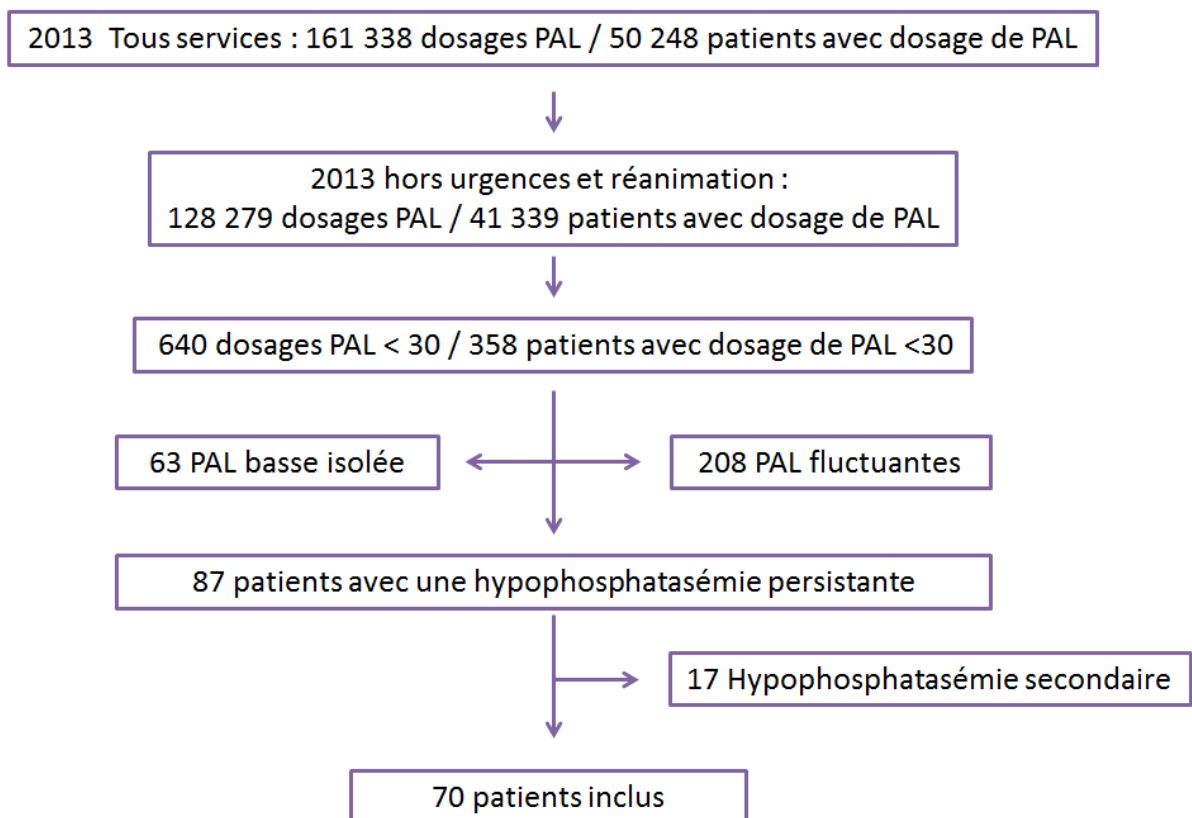 2013 Tous services : 161 338 dosages PAL / 50 248 patients avec dosage de PAL
2013 hors urgences et réanimation :
128 279 dosages PAL / 41 339 patients avec dosage de PAL
640 dosages PAL < 30 / 358 patients avec dosage de PAL <30
63 PAL basse isolée
208 PAL fluctuantes
87 patients avec une hypophosphatasémie persistante
17 Hypophosphatasémie secondaire
70 patients inclus